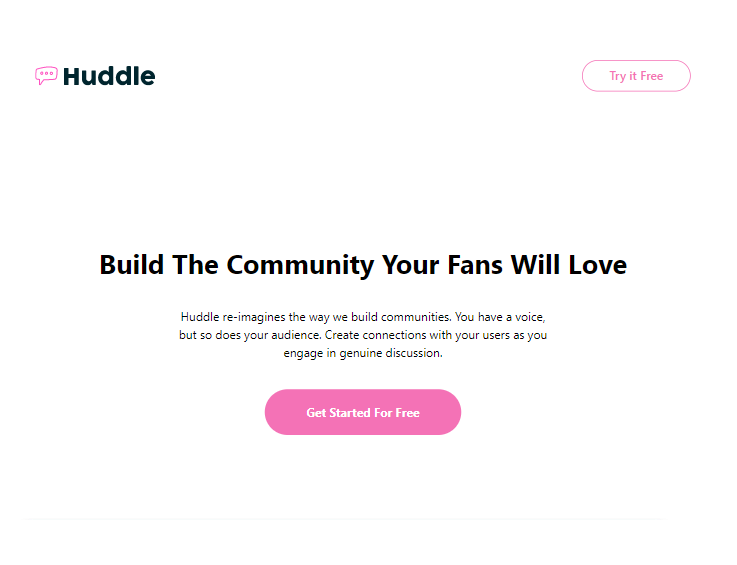 Huddle
Try it Free
Build The Community Your Fans Will Love
Huddle re-imagines the way we build communities. You have a voice,
but so does your audience. Create connections with your users as you
engage in genuine discussion.
Get Started For Free